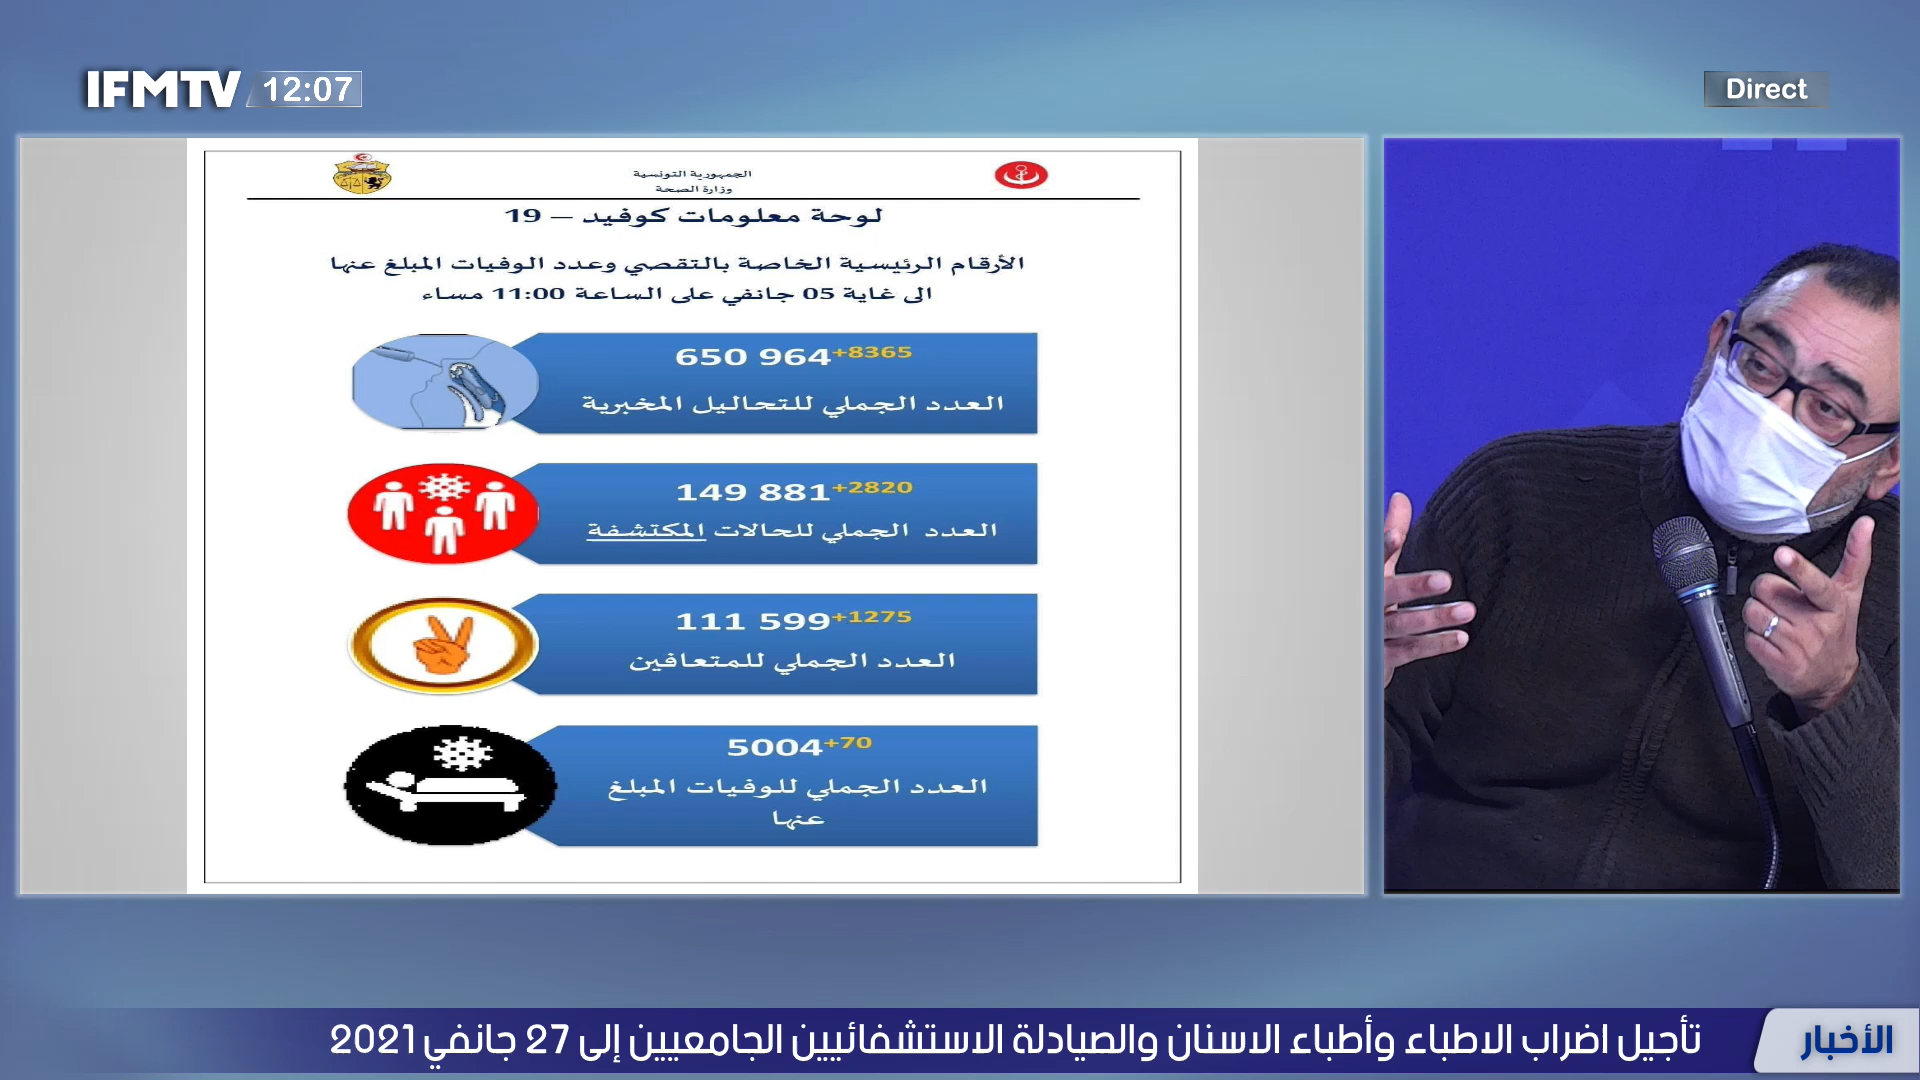 IFMTV 12:07
Direct
الجمهورية التونسية
وزارة الصحة
لوحة معلومات كوفيد – 19
الأرقام الرئيسية الخاصة بالتقصي وعدد الوفيات المبلغ عنها
الى غاية 05 جانفي على الساعة 11:00 مساء
650 964 +8365
العدد الجملي للتحاليل المخبرية
149 881 +2820
العدد الجملي للحالات المكتشفة
111 599 +1275
العدد الجملي للمتعافين
5004 +70
العدد الجملي للوفيات المبلغ
عنها
الأخبار
تأجيل اضراب الاطباء وأطباء الاسنان والصيادلة الاستشفائيين الجامعيين إلى 27 جانفي 2021